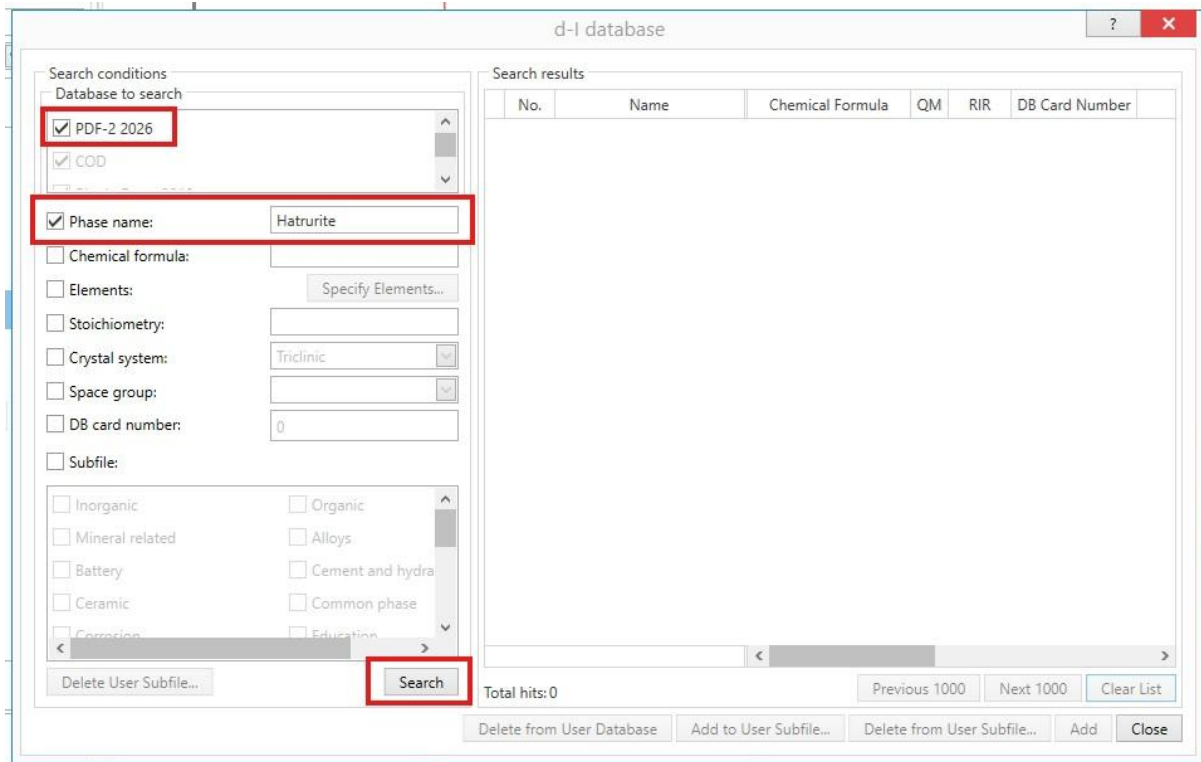 d-I database
?
Search conditions
Database to search
PDF-2 2026
COD
Phase name: Hatrurite
Chemical formula:
Elements: Specify Elements...
Stoichiometry:
Crystal system: Triclinic
Space group:
DB card number: 0
Subfile:
Inorganic Organic
Mineral related Alloys
Battery Cement and hydra
Ceramic Common phase
Corrosion Education
Delete User Subfile... Search
Search results
No. Name Chemical Formula QM RIR DB Card Number
Total hits: 0 Previous 1000 Next 1000 Clear List
Delete from User Database Add to User Subfile... Delete from User Subfile... Add Close